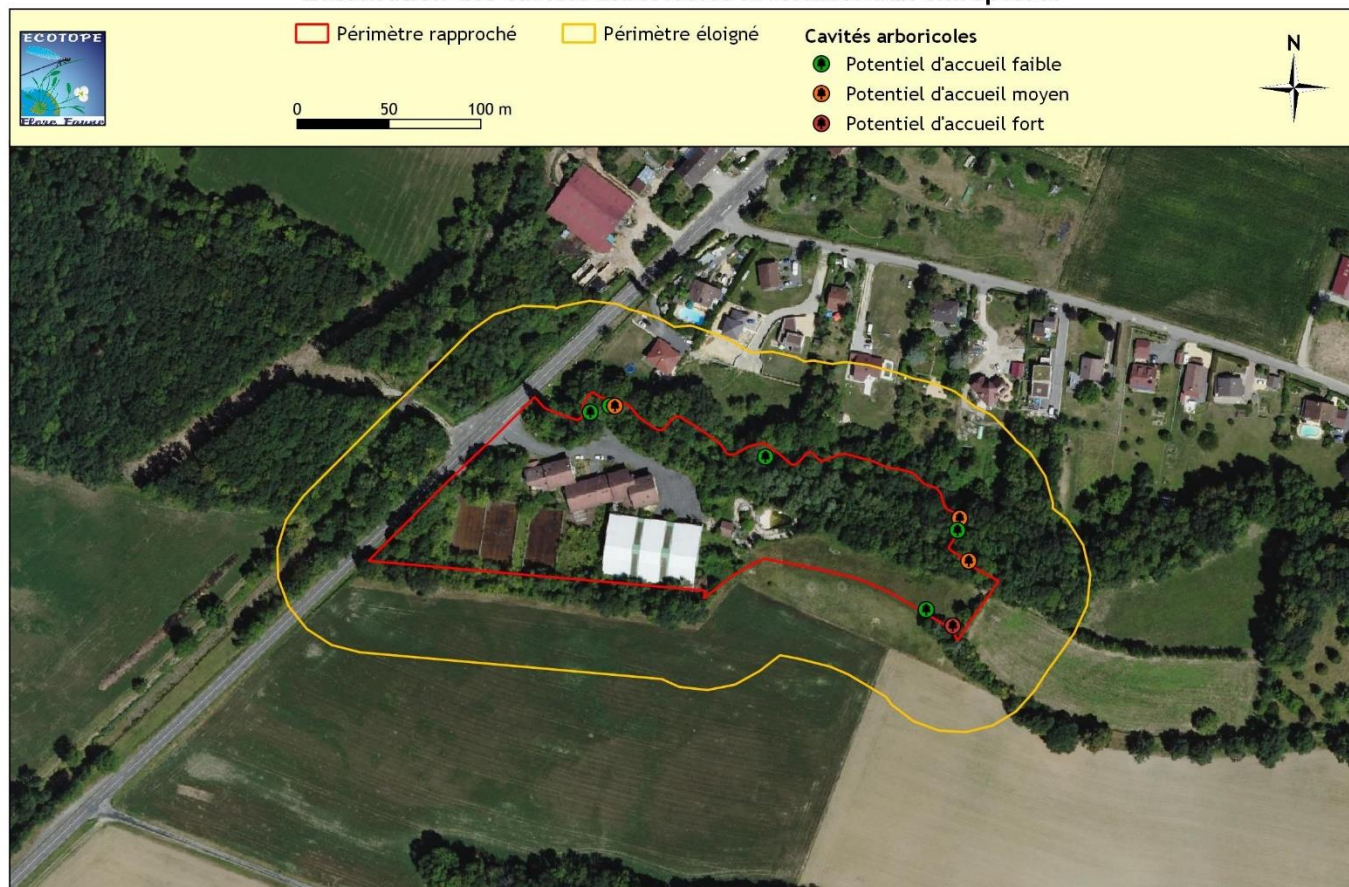 ECOTOPE
Flore Faune
Périmètre rapproché
Périmètre éloigné
0 50 100 m
Cavités arboricoles
Potentiel d'accueil faible
Potentiel d'accueil moyen
Potentiel d'accueil fort
N